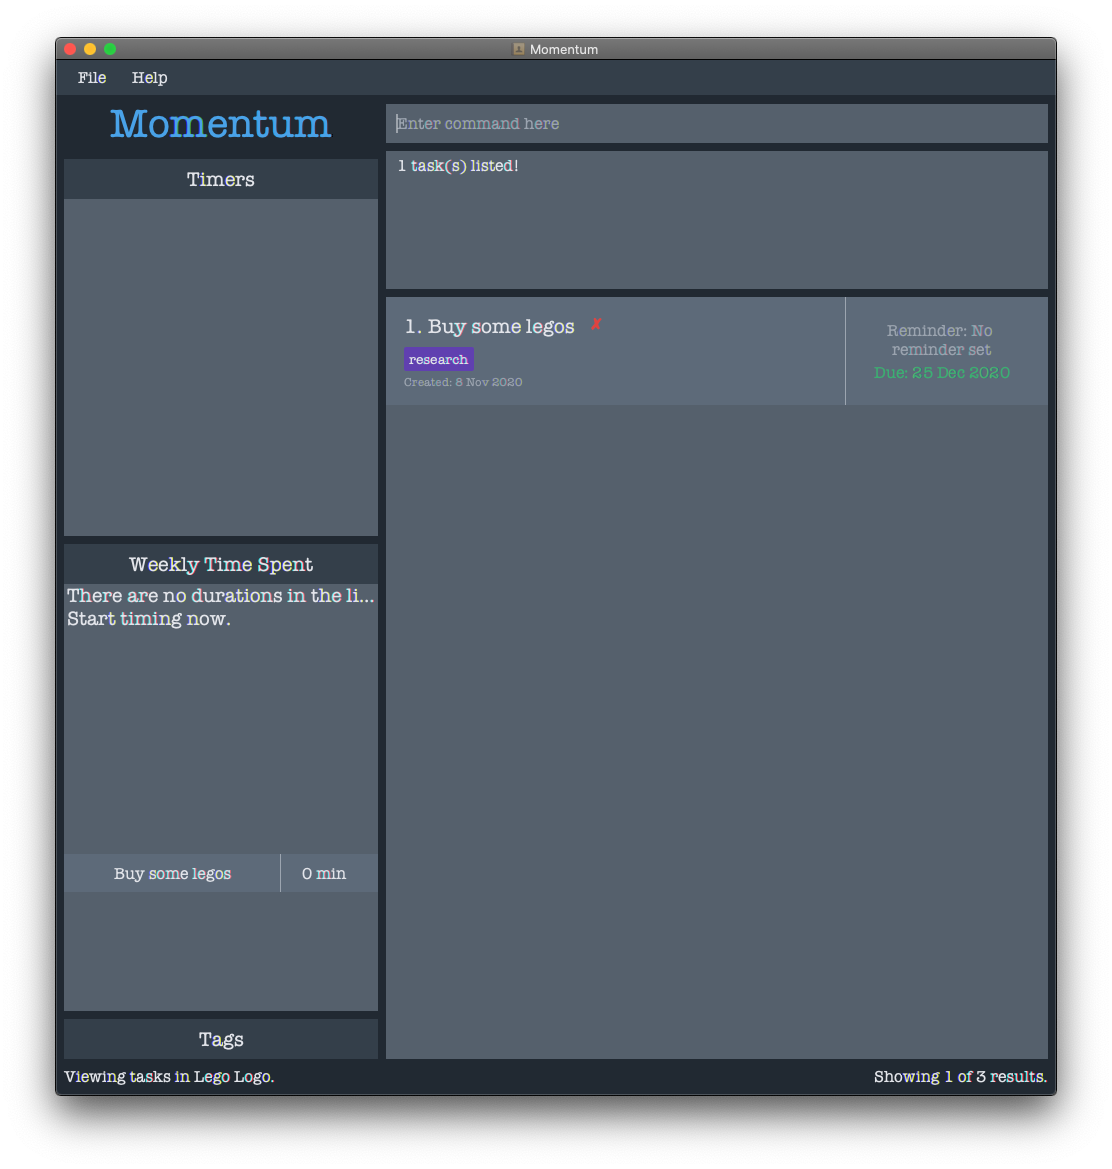 Momentum
File Help
Momentum
Enter command here
Timers
1 task(s) listed!
1. Buy some legos ✘
research
Created: 8 Nov 2020
Reminder: No
reminder set
Due: 25 Dec 2020
Weekly Time Spent
There are no durations in the li...
Start timing now.
Buy some legos 0 min
Tags
Viewing tasks in Lego Logo.
Showing 1 of 3 results.